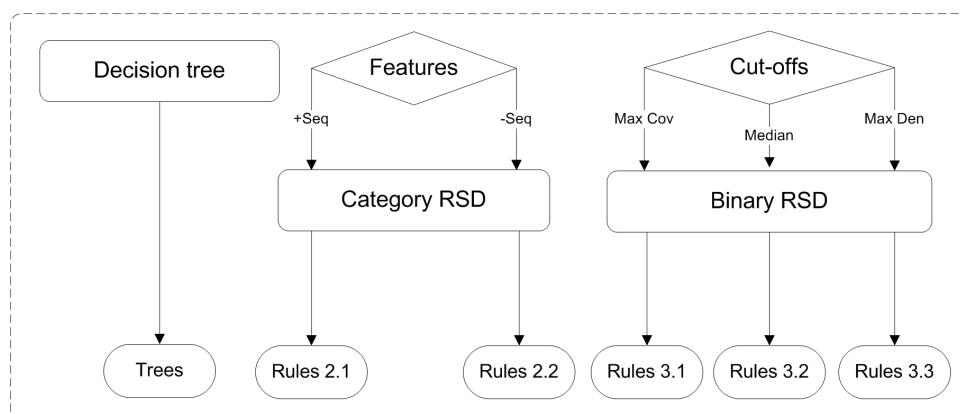 Decision tree
Features
Cut-offs
+Seq
-Seq
Max Cov
Median
Max Den
Category RSD
Binary RSD
Trees
Rules 2.1
Rules 2.2
Rules 3.1
Rules 3.2
Rules 3.3